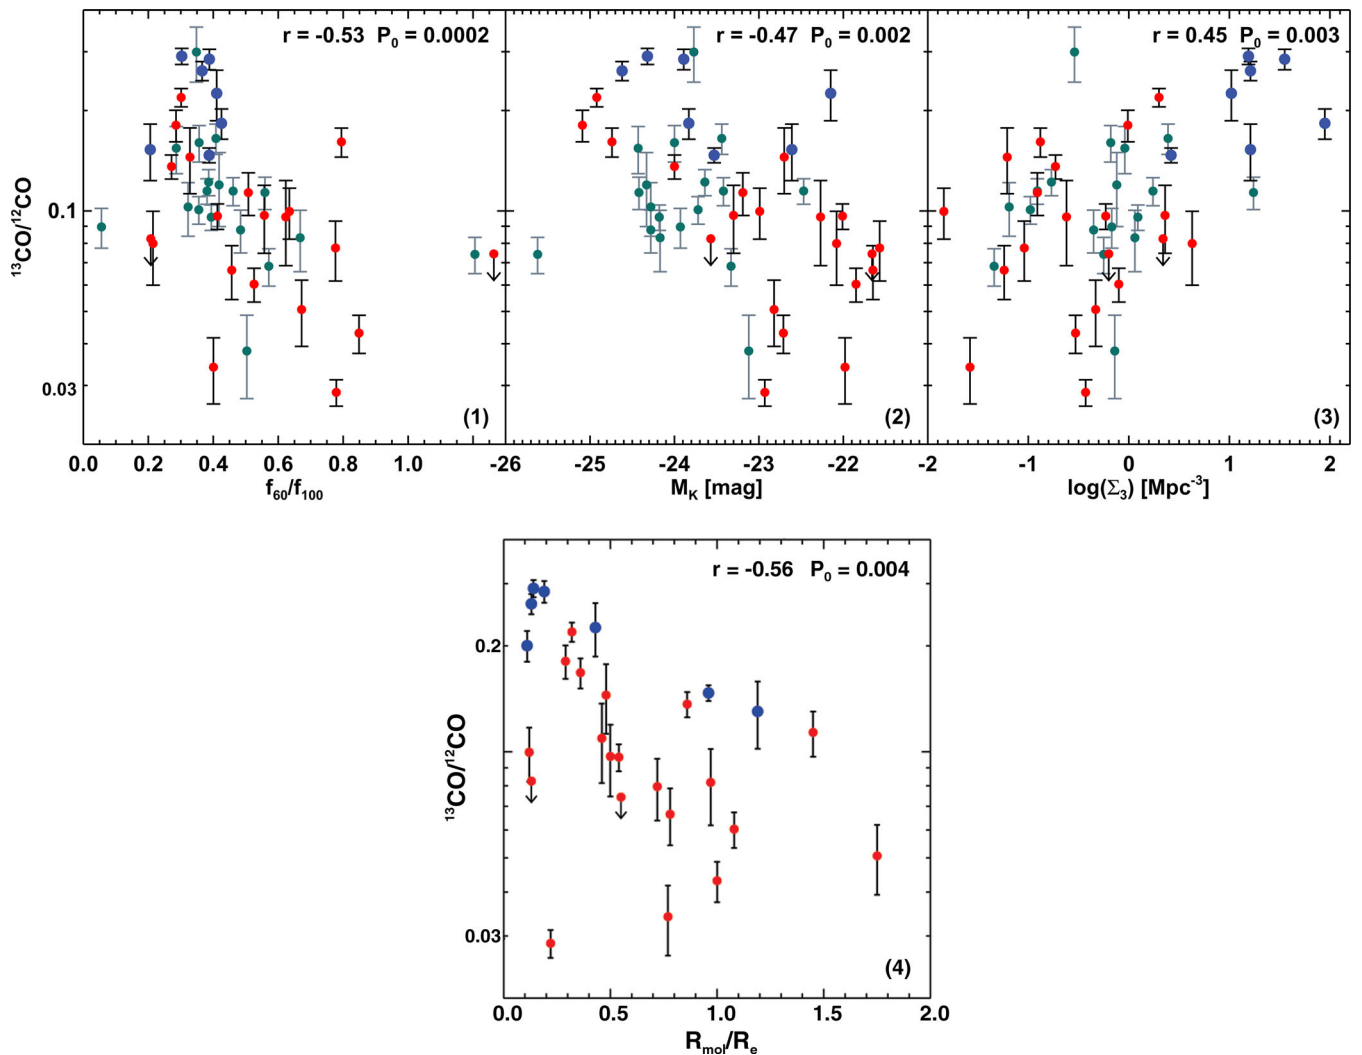 r = -0.53 P₀ = 0.0002
r = -0.47 P₀ = 0.002
r = 0.45 P₀ = 0.003
¹³CO/¹²CO
0.1
0.03
(1)
(2)
(3)
0.0 0.2 0.4 0.6 0.8 1.0
-26 -25 -24 -23 -22
-2 -1 0 1 2
f₆₀/f₁₀₀
M_K [mag]
log(Σ₃) [Mpc⁻³]
r = -0.56 P₀ = 0.004
¹³CO/¹²CO
0.2
0.03
(4)
0.0 0.5 1.0 1.5 2.0
R_mol/R_e